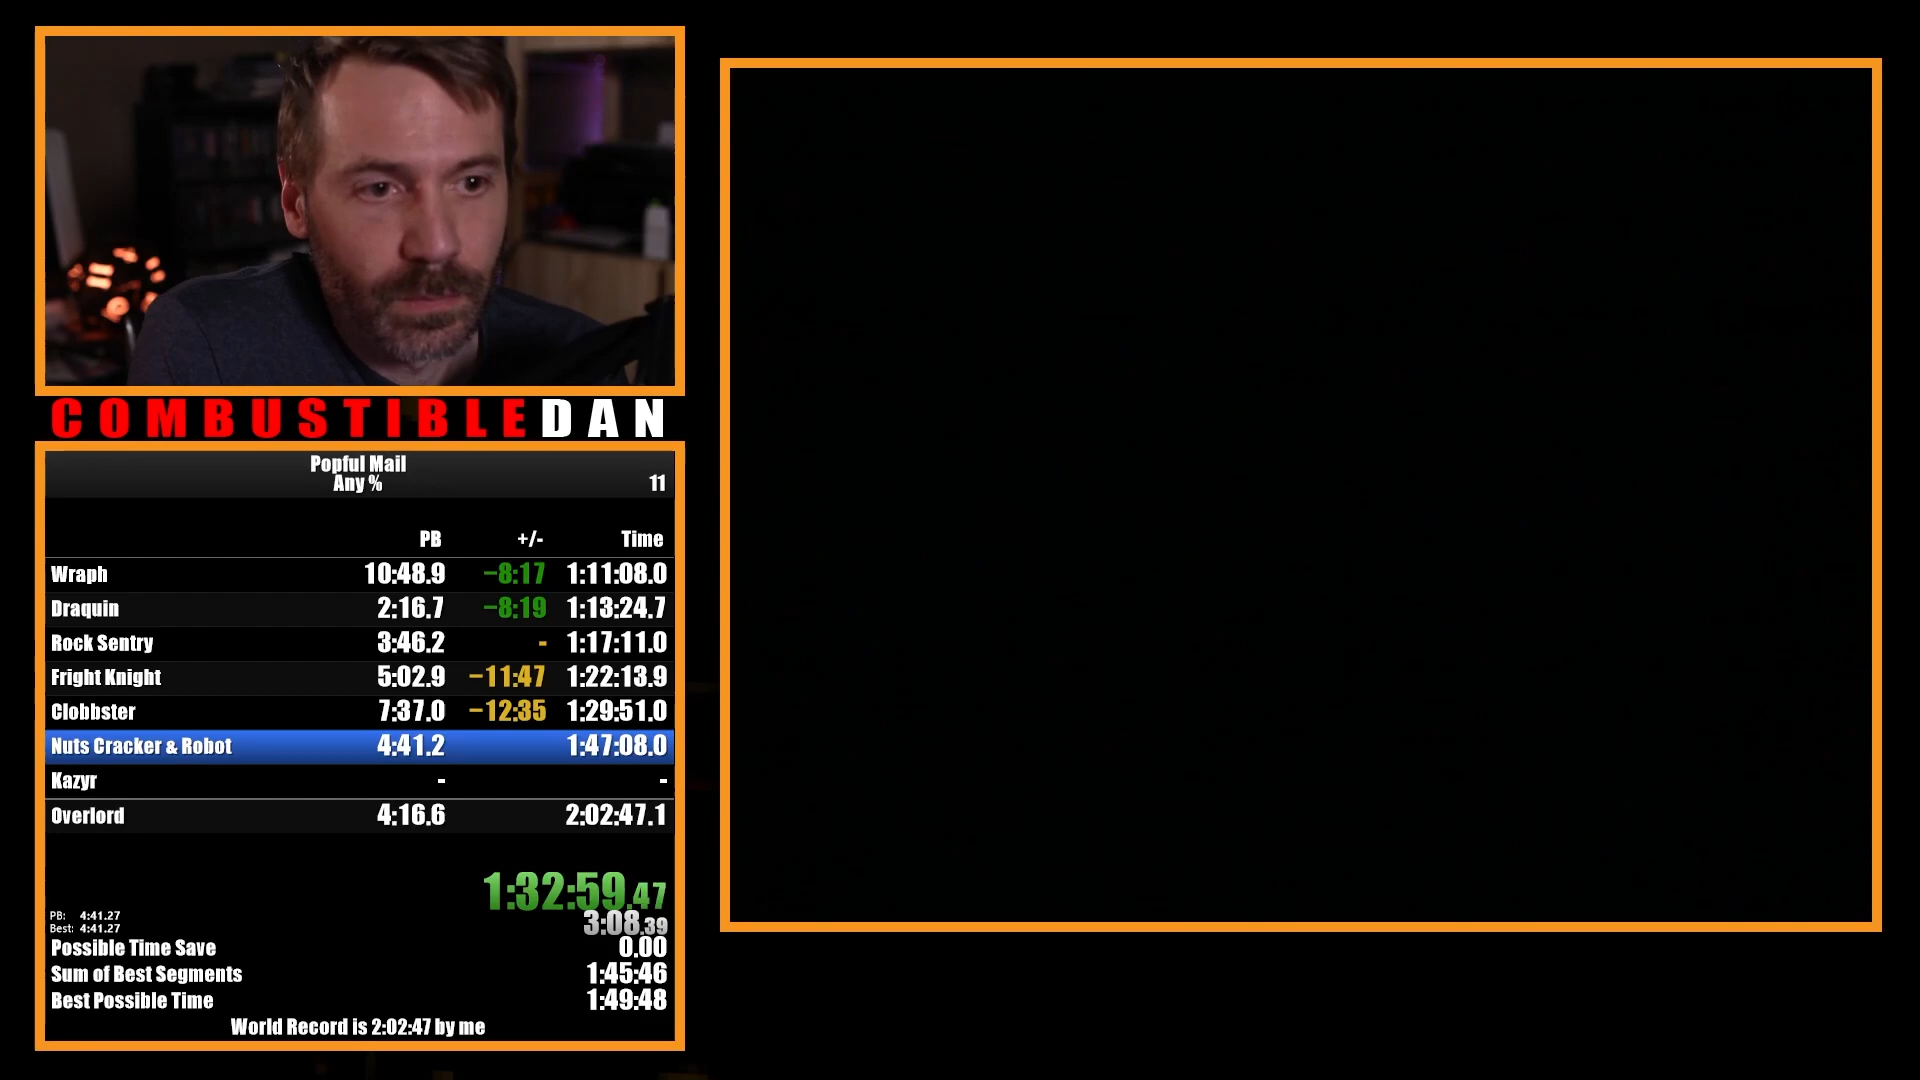 COMBUSTIBLEDAN
Popful Mail
Any % 11
PB +/- Time
Wraph 10:48.9 −8:17 1:11:08.0
Draquin 2:16.7 −8:19 1:13:24.7
Rock Sentry 3:46.2 - 1:17:11.0
Fright Knight 5:02.9 −11:47 1:22:13.9
Clobbster 7:37.0 −12:35 1:29:51.0
Nuts Cracker & Robot 4:41.2 1:47:08.0
Kazyr - -
Overlord 4:16.6 2:02:47.1
1:32:59.47
PB: 4:41.27
Best: 4:41.27 3:08.39
Possible Time Save 0.00
Sum of Best Segments 1:45:46
Best Possible Time 1:49:48
World Record is 2:02:47 by me